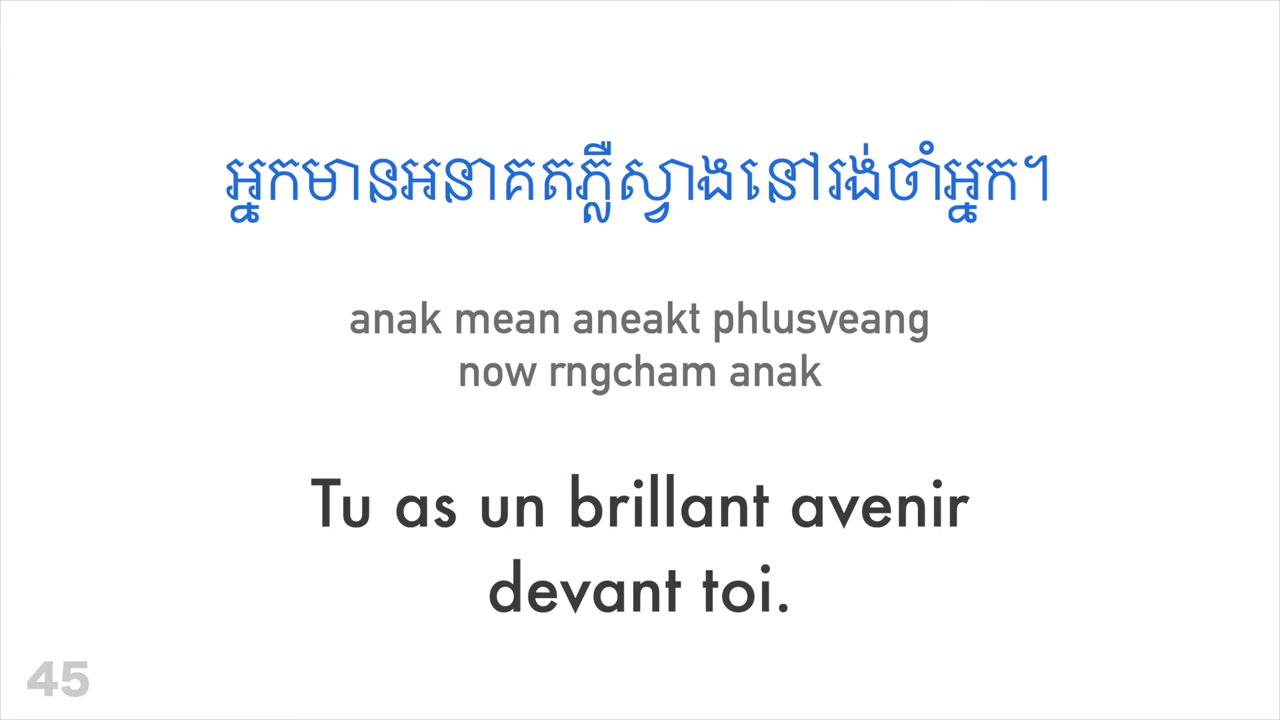 អ្នកមានអនាគតភ្លឺស្វាងនៅរង់ចាំអ្នក។
anak mean aneakt phlusveang
now rngcham anak
Tu as un brillant avenir
devant toi.
45